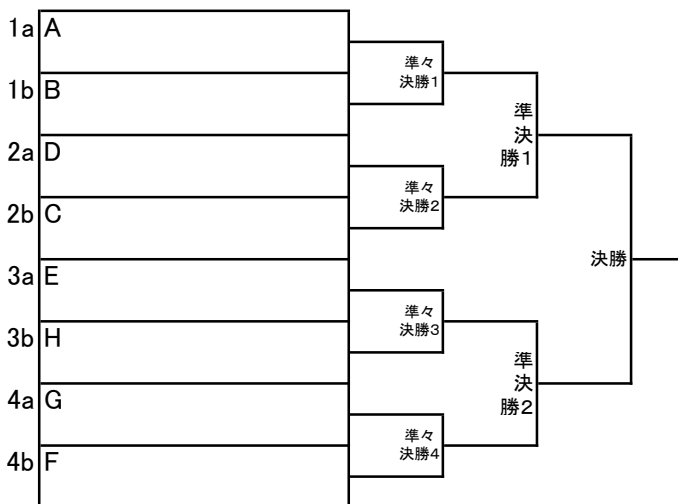 1a A
1b B
2a D
2b C
3a E
3b H
4a G
4b F
準々
決勝1
準々
決勝2
準々
決勝3
準々
決勝4
準
決
勝1
準
決
勝2
決勝